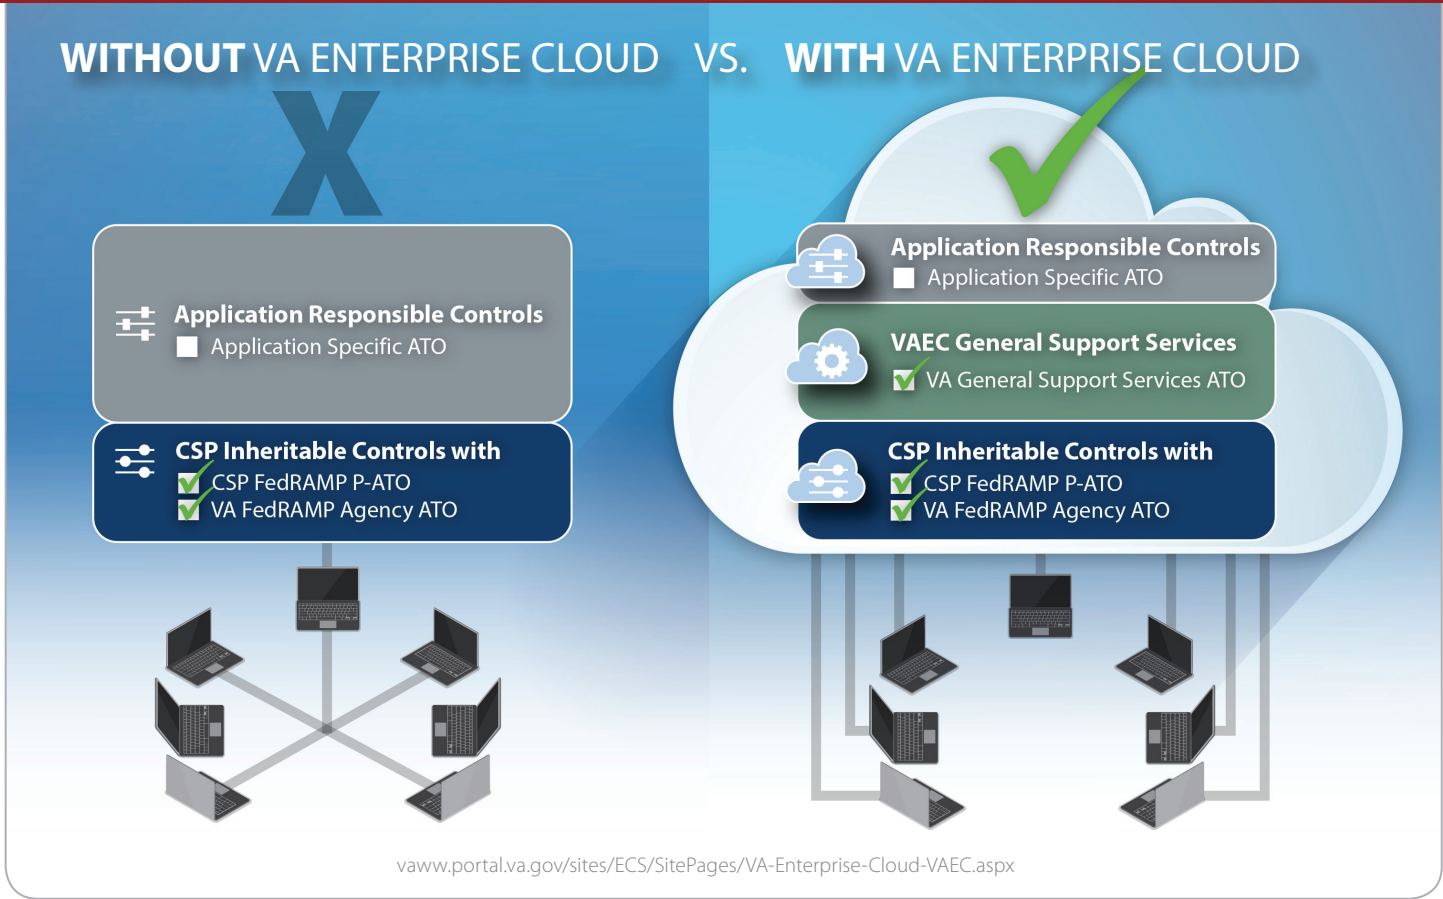 WITHOUT VA ENTERPRISE CLOUD VS. WITH VA ENTERPRISE CLOUD
X
Application Responsible Controls
Application Specific ATO
CSP Inheritable Controls with
CSP FedRAMP P-ATO
VA FedRAMP Agency ATO
Application Responsible Controls
Application Specific ATO
VAEC General Support Services
VA General Support Services ATO
CSP Inheritable Controls with
CSP FedRAMP P-ATO
VA FedRAMP Agency ATO
vaww.portal.va.gov/sites/ECS/SitePages/VA-Enterprise-Cloud-VAEC.aspx